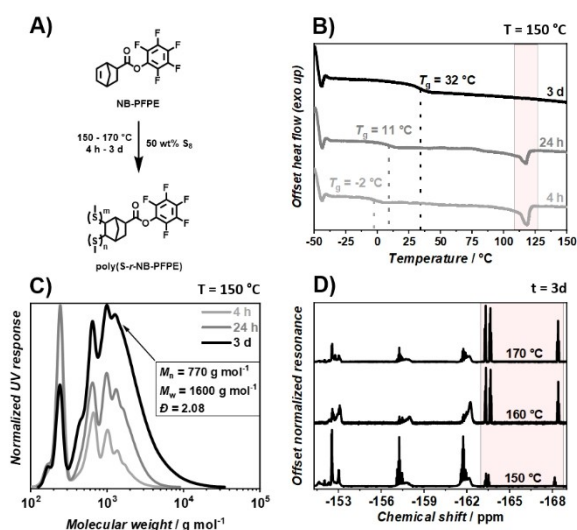 A)
F
F
F
F
F
O
O
NB-PFPE
150 - 170 °C
4 h - 3 d
50 wt% S₈
F
F
F
F
F
O
O
(S)m
(S)n
poly(S-r-NB-PFPE)
B)
T = 150 °C
Offset heat flow (exo up)
Tg = 32 °C
3 d
Tg = 11 °C
24 h
Tg = -2 °C
4 h
-50 -25 0 25 50 75 100 125 150
Temperature / °C
C)
T = 150 °C
Normalized UV response
4 h
24 h
3 d
Mn = 770 g mol⁻¹
Mw = 1600 g mol⁻¹
Đ = 2.08
10² 10³ 10⁴ 10⁵
Molecular weight / g mol⁻¹
D)
t = 3d
Offset normalized resonance
170 °C
160 °C
150 °C
-153 -156 -159 -162 -165 -168
Chemical shift / ppm